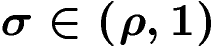 σ ∈ (ρ, 1)